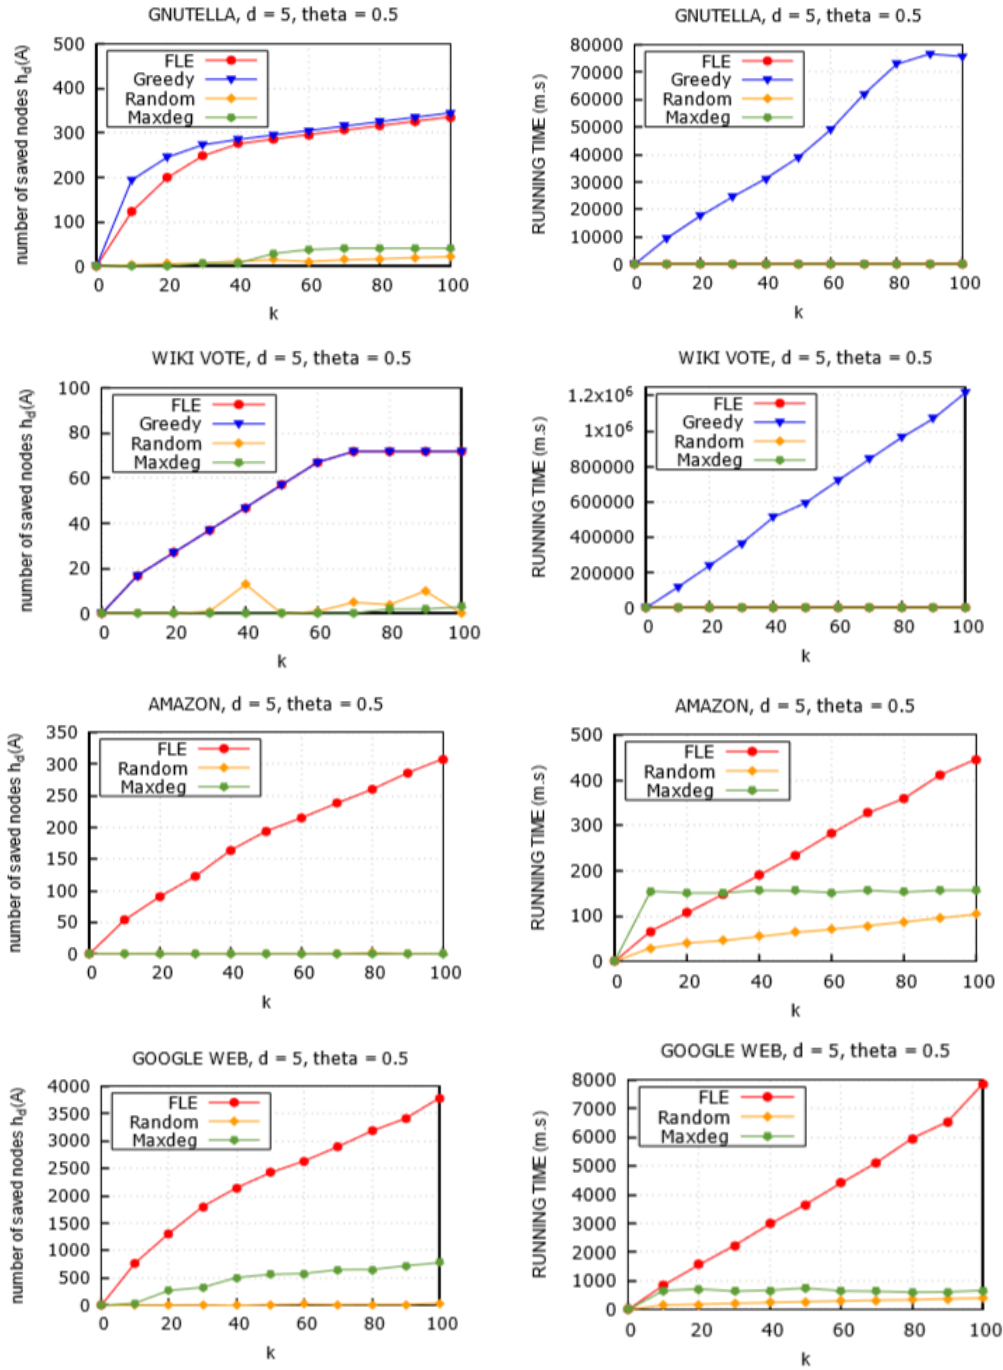 GNUTELLA, d = 5, theta = 0.5
number of saved nodes h_d(A)
500
400
300
200
100
0
FLE
Greedy
Random
Maxdeg
0 20 40 60 80 100
k
GNUTELLA, d = 5, theta = 0.5
RUNNING TIME (m.s)
80000
70000
60000
50000
40000
30000
20000
10000
0
FLE
Greedy
Random
Maxdeg
0 20 40 60 80 100
k
WIKI VOTE, d = 5, theta = 0.5
number of saved nodes h_d(A)
100
80
60
40
20
0
FLE
Greedy
Random
Maxdeg
0 20 40 60 80 100
k
WIKI VOTE, d = 5, theta = 0.5
RUNNING TIME (m.s)
1.2x10⁶
1x10⁶
800000
600000
400000
200000
0
FLE
Greedy
Random
Maxdeg
0 20 40 60 80 100
k
AMAZON, d = 5, theta = 0.5
number of saved nodes h_d(A)
350
300
250
200
150
100
50
0
FLE
Random
Maxdeg
0 20 40 60 80 100
k
AMAZON, d = 5, theta = 0.5
RUNNING TIME (m.s)
500
400
300
200
100
0
FLE
Random
Maxdeg
0 20 40 60 80 100
k
GOOGLE WEB, d = 5, theta = 0.5
number of saved nodes h_d(A)
4000
3500
3000
2500
2000
1500
1000
500
0
FLE
Random
Maxdeg
0 20 40 60 80 100
k
GOOGLE WEB, d = 5, theta = 0.5
RUNNING TIME (m.s)
8000
7000
6000
5000
4000
3000
2000
1000
0
FLE
Random
Maxdeg
0 20 40 60 80 100
k